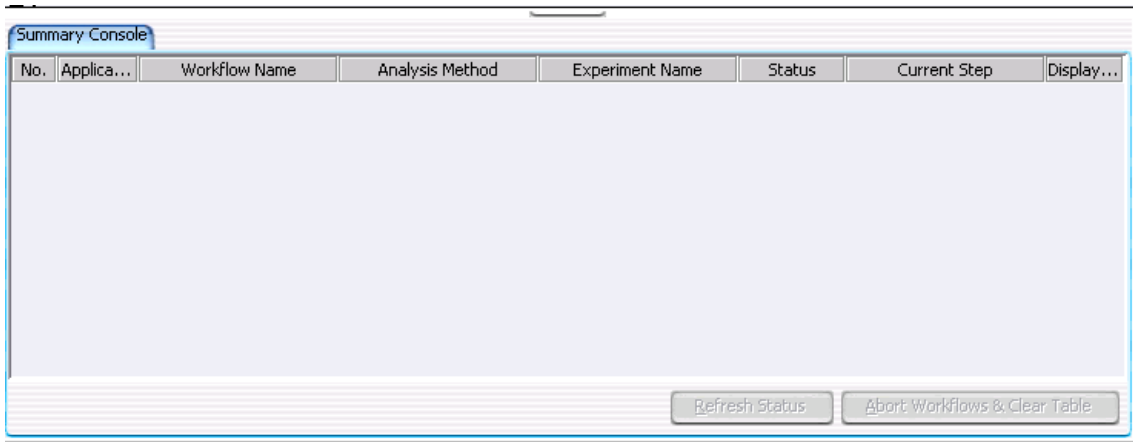 Summary Console
No. Applica... Workflow Name Analysis Method Experiment Name Status Current Step Display...
Refresh Status Abort Workflows & Clear Table